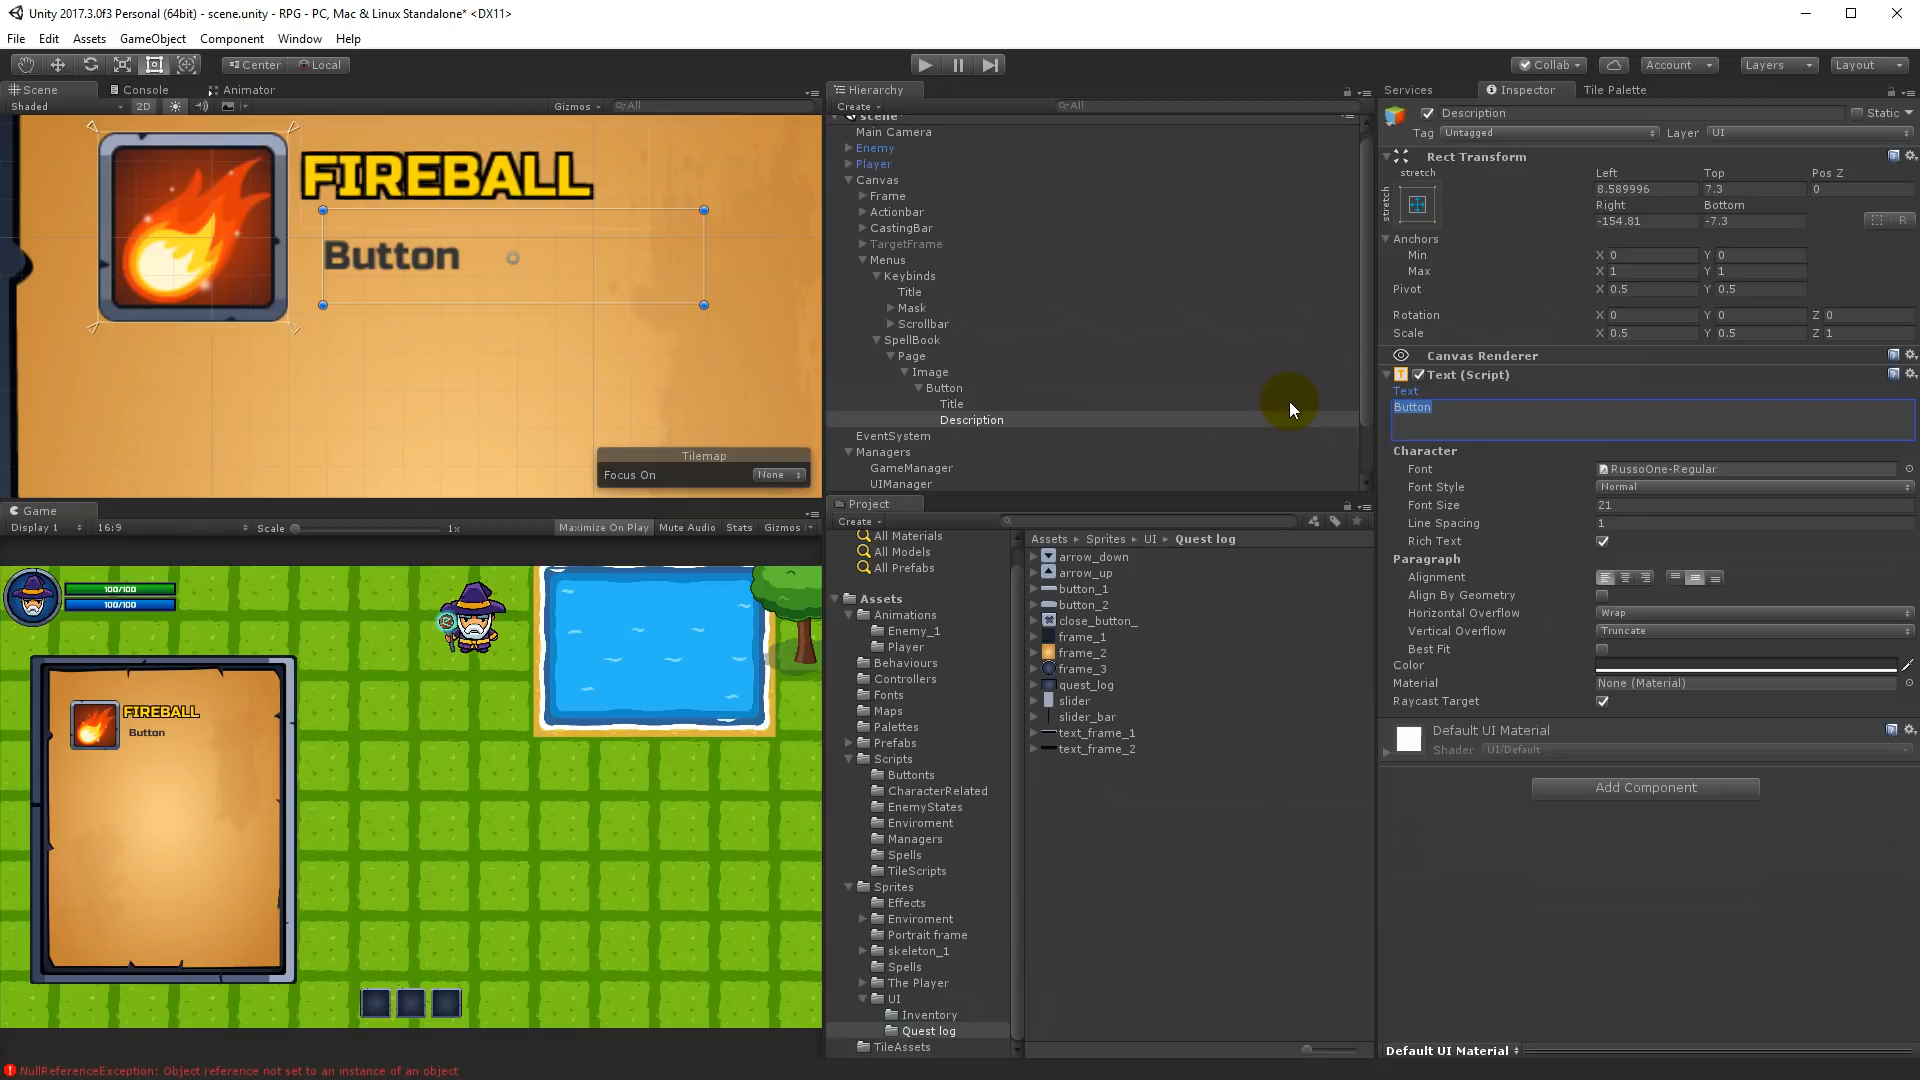 Unity 2017.3.0f3 Personal (64bit) - scene.unity - RPG - PC, Mac & Linux Standalone* <DX11>
File Edit Assets GameObject Component Window Help
Center Local Collab Account Layers Layout
Scene Console Animator
Shaded 2D Gizmos All
FIREBALL
Button
Tilemap
Focus On None
Game
Display 1 16:9 Scale 1x Maximize On Play Mute Audio Stats Gizmos
100/100
100/100
FIREBALL
Button
Hierarchy
Create All
scene
Main Camera
Enemy
Player
Canvas
Frame
Actionbar
CastingBar
TargetFrame
Menus
Keybinds
Title
Mask
Scrollbar
SpellBook
Page
Image
Button
Title
Description
EventSystem
Managers
GameManager
UIManager
Project
Create
All Materials
All Models
All Prefabs
Assets
Animations
Enemy_1
Player
Behaviours
Controllers
Fonts
Maps
Palettes
Prefabs
Scripts
Buttonts
CharacterRelated
EnemyStates
Enviroment
Managers
Spells
TileScripts
Sprites
Effects
Enviroment
Portrait frame
skeleton_1
Spells
The Player
UI
Inventory
Quest log
TileAssets
Assets Sprites UI Quest log
arrow_down
arrow_up
button_1
button_2
close_button_
frame_1
frame_2
frame_3
quest_log
slider
slider_bar
text_frame_1
text_frame_2
Services Inspector Tile Palette
Description Static
Tag Untagged Layer UI
Rect Transform
stretch Left Top Pos Z
stretch 8.589996 7.3 0
Right Bottom
-154.81 -7.3 R
Anchors
Min X 0 Y 0
Max X 1 Y 1
Pivot X 0.5 Y 0.5
Rotation X 0 Y 0 Z 0
Scale X 0.5 Y 0.5 Z 1
Canvas Renderer
Text (Script)
Text
Button
Character
Font RussoOne-Regular
Font Style Normal
Font Size 21
Line Spacing 1
Rich Text
Paragraph
Alignment
Align By Geometry
Horizontal Overflow Wrap
Vertical Overflow Truncate
Best Fit
Color
Material None (Material)
Raycast Target
Default UI Material
Shader UI/Default
Add Component
Default UI Material
NullReferenceException: Object reference not set to an instance of an object